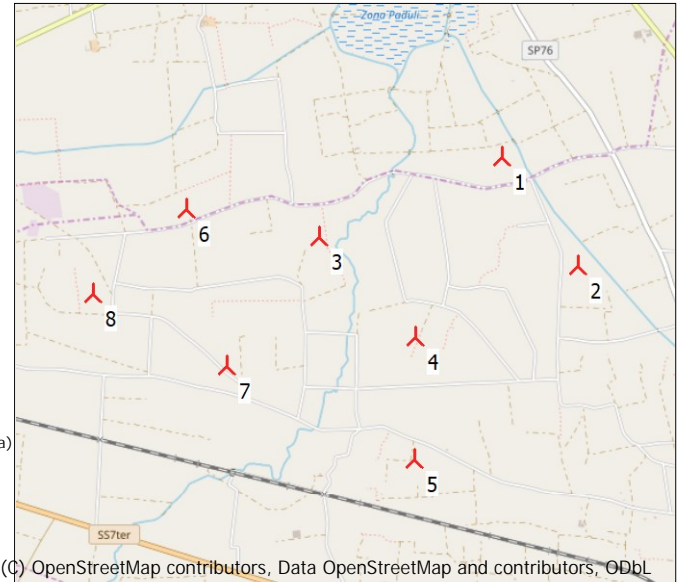 Zona Paduli...
SP76
1
6
3
2
8
4
7
a)
5
SS7ter
(C) OpenStreetMap contributors, Data OpenStreetMap and contributors, ODbL